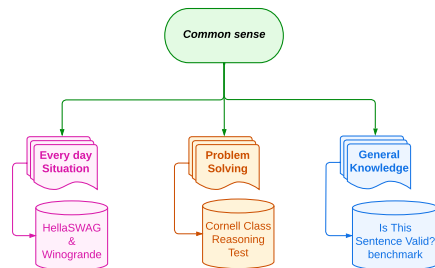 Common sense
Every day
Situation
Problem
Solving
General
Knowledge
HellaSWAG
&
Winogrande
Cornell Class
Reasoning
Test
Is This
Sentence Valid?
benchmark